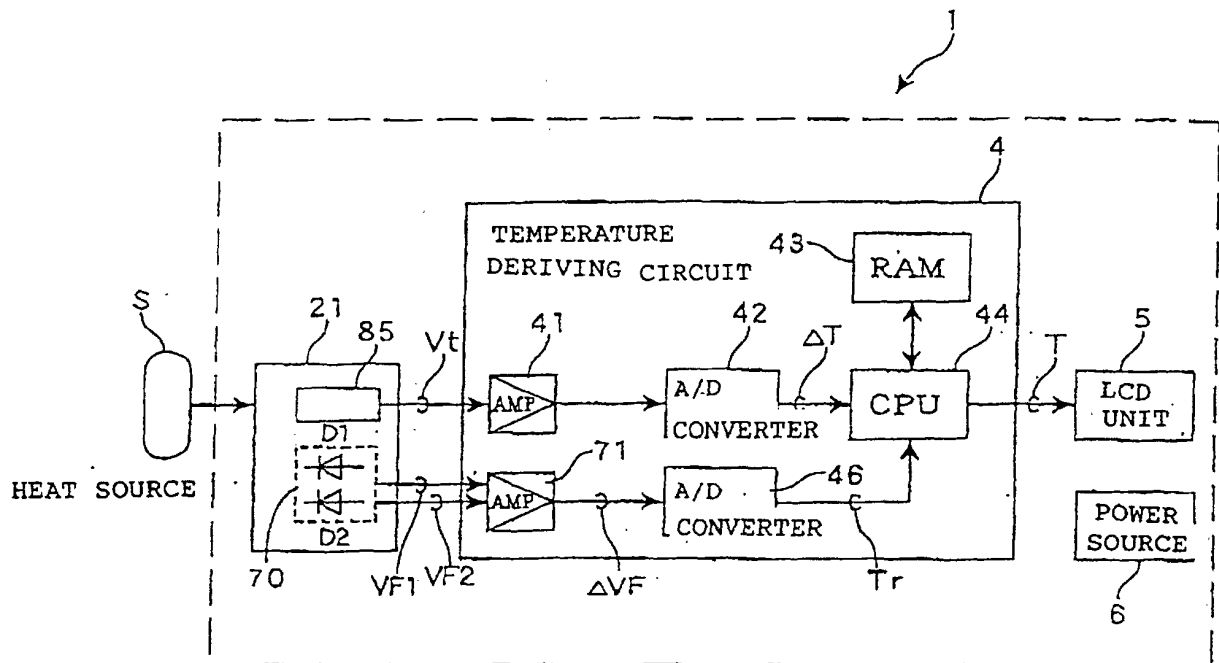 1
4
TEMPERATURE
DERIVING CIRCUIT
43
RAM
S
21
85
Vt
41
42
ΔT
44
T
5
AMP
A/D
CONVERTER
CPU
LCD
UNIT
D1
71
46
HEAT SOURCE
AMP
A/D
CONVERTER
POWER
SOURCE
D2
70
VF1
VF2
ΔVF
Tr
6